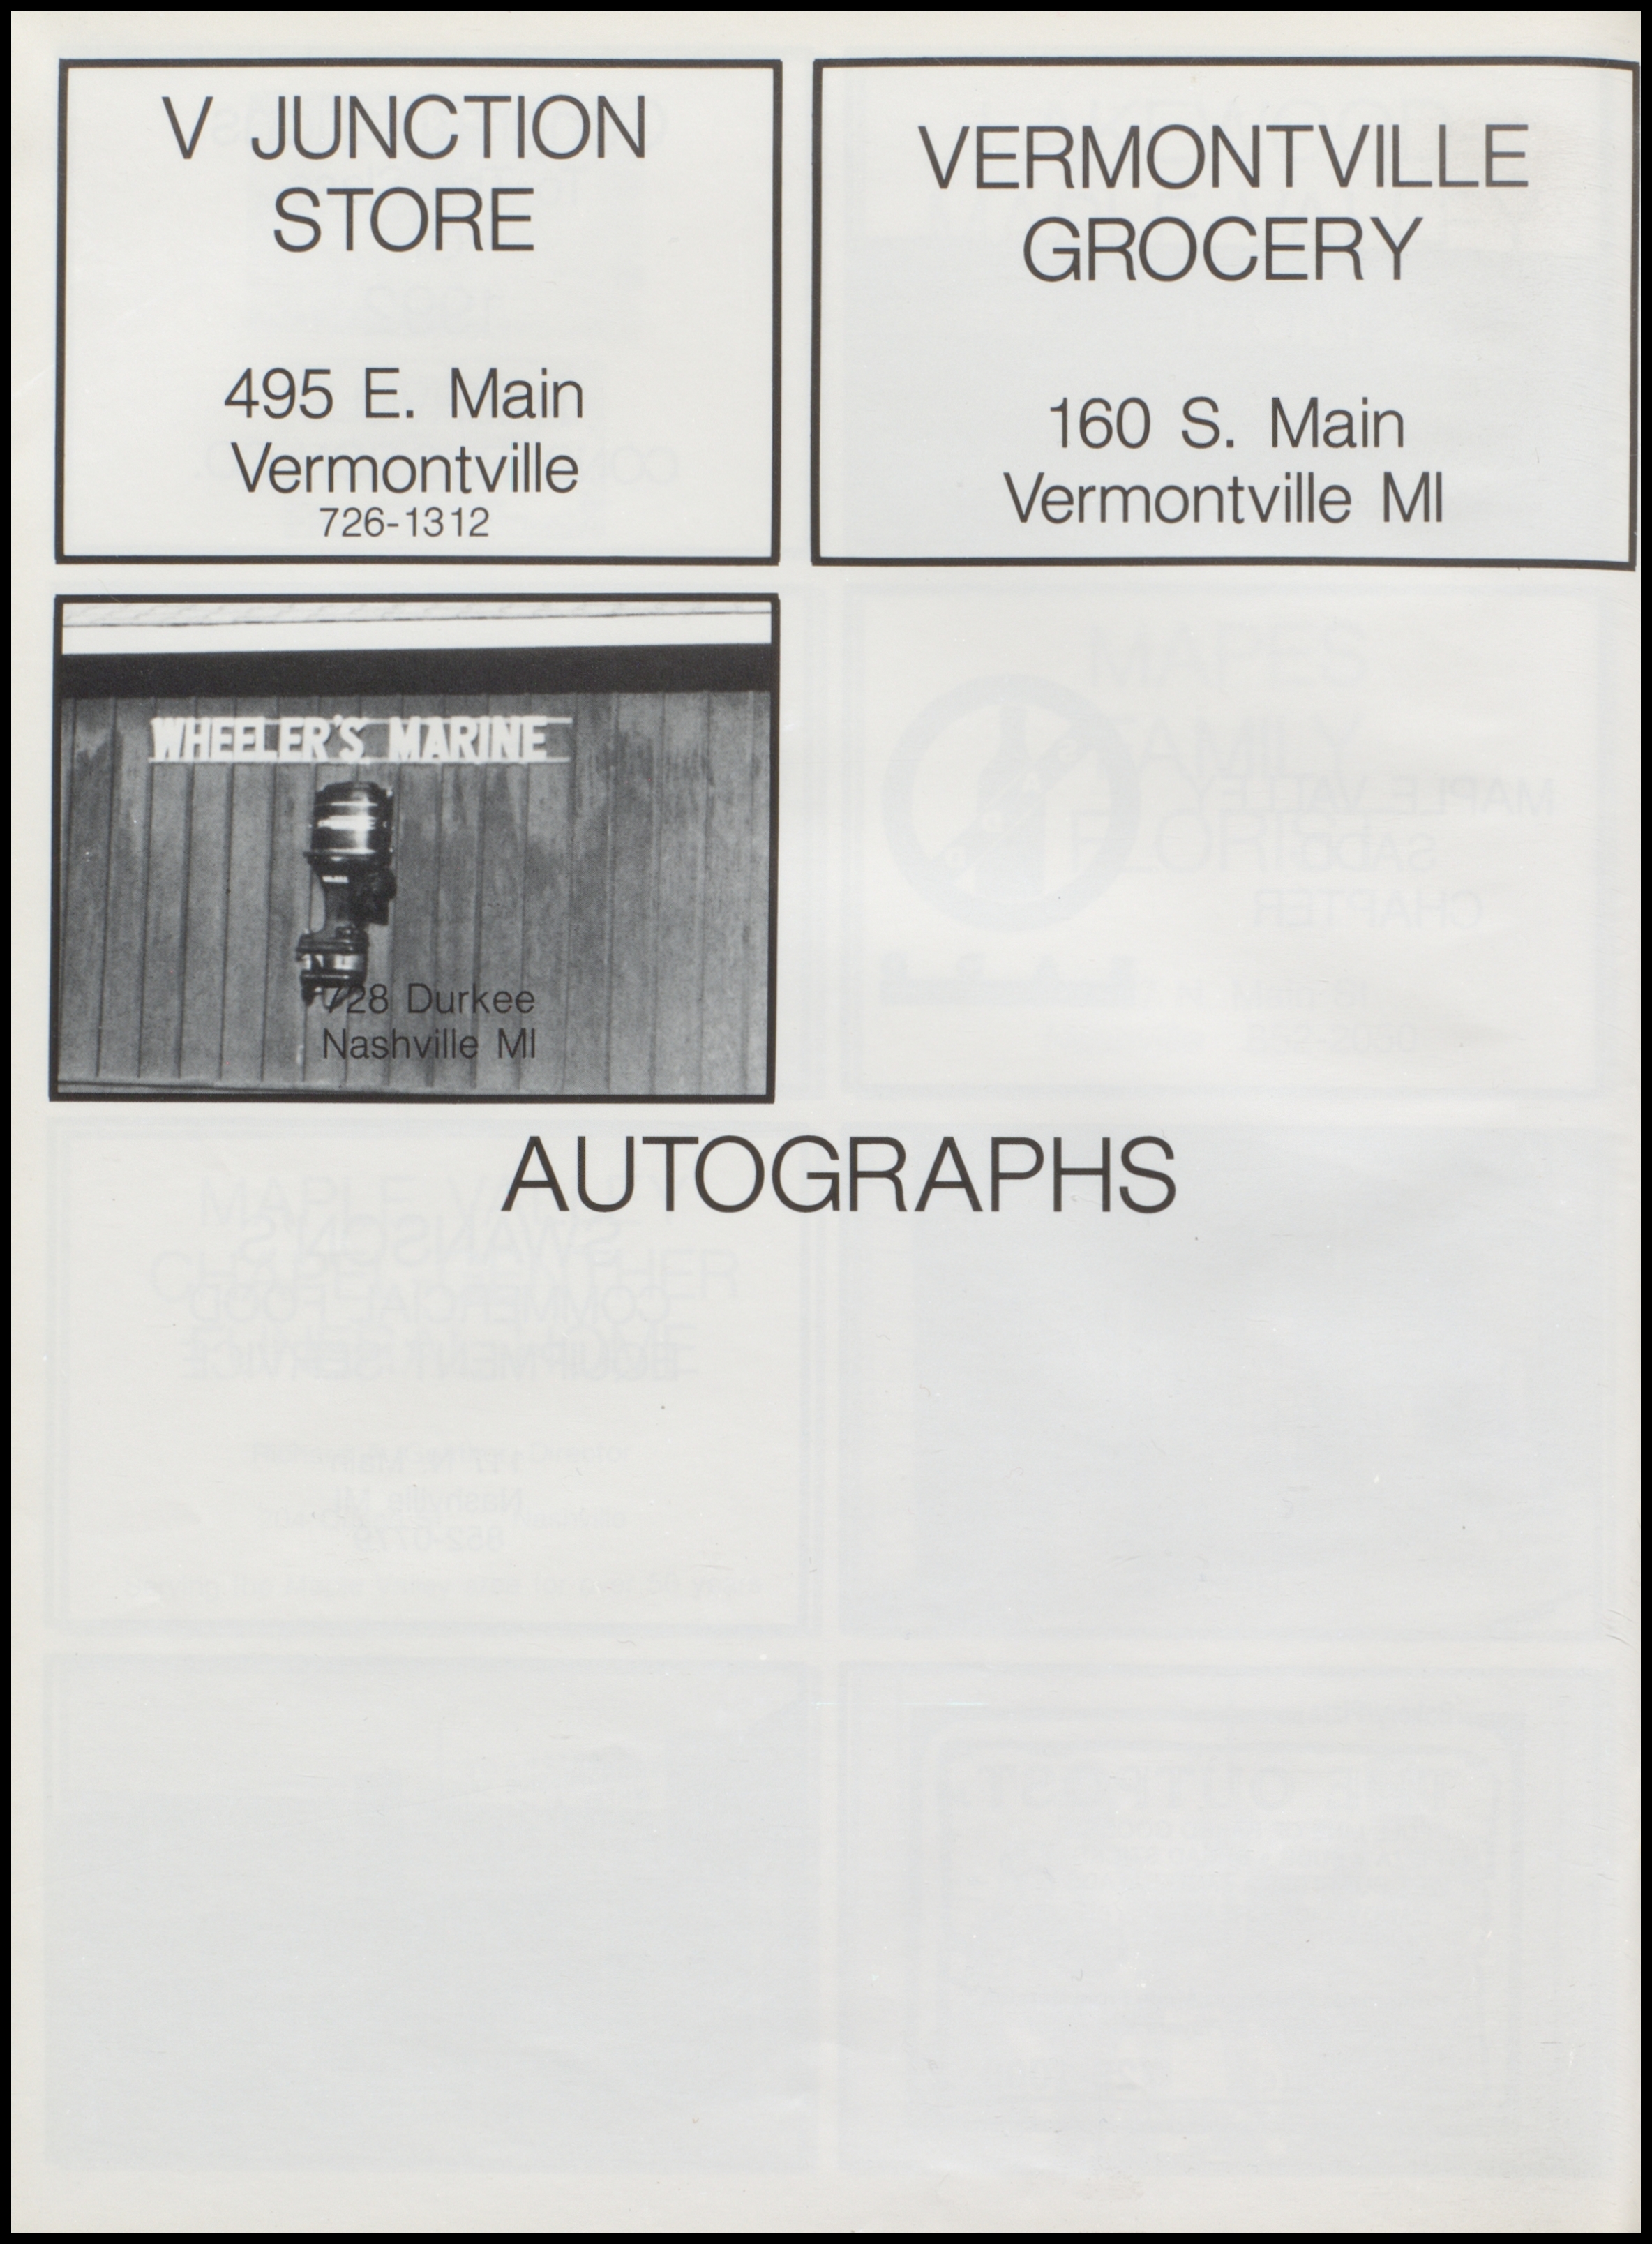 V JUNCTION
STORE
495 E. Main
Vermontville
726-1312
VERMONTVILLE
GROCERY
160 S. Main
Vermontville MI
WHEELER'S MARINE
728 Durkee
Nashville MI
AUTOGRAPHS